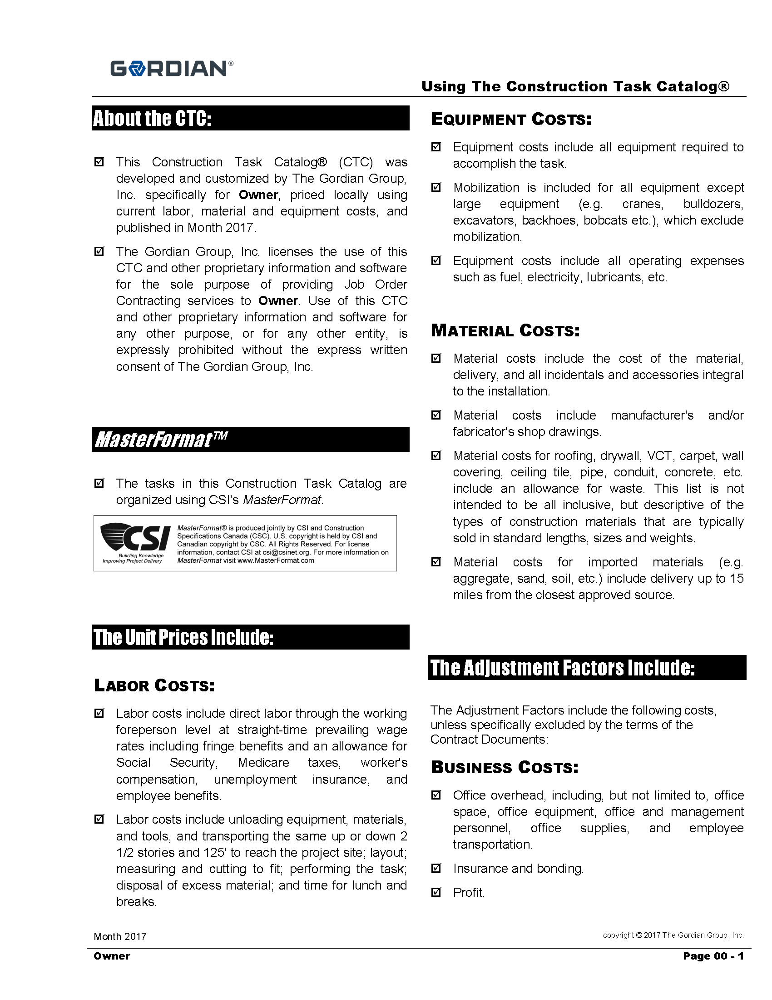 GORDIAN®
Using The Construction Task Catalog®
About the CTC:
☑ This Construction Task Catalog® (CTC) was
developed and customized by The Gordian Group,
Inc. specifically for Owner, priced locally using
current labor, material and equipment costs, and
published in Month 2017.
☑ The Gordian Group, Inc. licenses the use of this
CTC and other proprietary information and software
for the sole purpose of providing Job Order
Contracting services to Owner. Use of this CTC
and other proprietary information and software for
any other purpose, or for any other entity, is
expressly prohibited without the express written
consent of The Gordian Group, Inc.
MasterFormat™
☑ The tasks in this Construction Task Catalog are
organized using CSI’s MasterFormat.
CSI
Building Knowledge
Improving Project Delivery
MasterFormat® is produced jointly by CSI and Construction
Specifications Canada (CSC). U.S. copyright is held by CSI and
Canadian copyright by CSC. All Rights Reserved. For license
information, contact CSI at csi@csinet.org. For more information on
MasterFormat visit www.MasterFormat.com
The Unit Prices Include:
LABOR COSTS:
☑ Labor costs include direct labor through the working
foreperson level at straight-time prevailing wage
rates including fringe benefits and an allowance for
Social Security, Medicare taxes, worker's
compensation, unemployment insurance, and
employee benefits.
☑ Labor costs include unloading equipment, materials,
and tools, and transporting the same up or down 2
1/2 stories and 125' to reach the project site; layout;
measuring and cutting to fit; performing the task;
disposal of excess material; and time for lunch and
breaks.
EQUIPMENT COSTS:
☑ Equipment costs include all equipment required to
accomplish the task.
☑ Mobilization is included for all equipment except
large equipment (e.g. cranes, bulldozers,
excavators, backhoes, bobcats etc.), which exclude
mobilization.
☑ Equipment costs include all operating expenses
such as fuel, electricity, lubricants, etc.
MATERIAL COSTS:
☑ Material costs include the cost of the material,
delivery, and all incidentals and accessories integral
to the installation.
☑ Material costs include manufacturer's and/or
fabricator's shop drawings.
☑ Material costs for roofing, drywall, VCT, carpet, wall
covering, ceiling tile, pipe, conduit, concrete, etc.
include an allowance for waste. This list is not
intended to be all inclusive, but descriptive of the
types of construction materials that are typically
sold in standard lengths, sizes and weights.
☑ Material costs for imported materials (e.g.
aggregate, sand, soil, etc.) include delivery up to 15
miles from the closest approved source.
The Adjustment Factors Include:
The Adjustment Factors include the following costs,
unless specifically excluded by the terms of the
Contract Documents:
BUSINESS COSTS:
☑ Office overhead, including, but not limited to, office
space, office equipment, office and management
personnel, office supplies, and employee
transportation.
☑ Insurance and bonding.
☑ Profit.
Month 2017
copyright © 2017 The Gordian Group, Inc.
Owner
Page 00 - 1